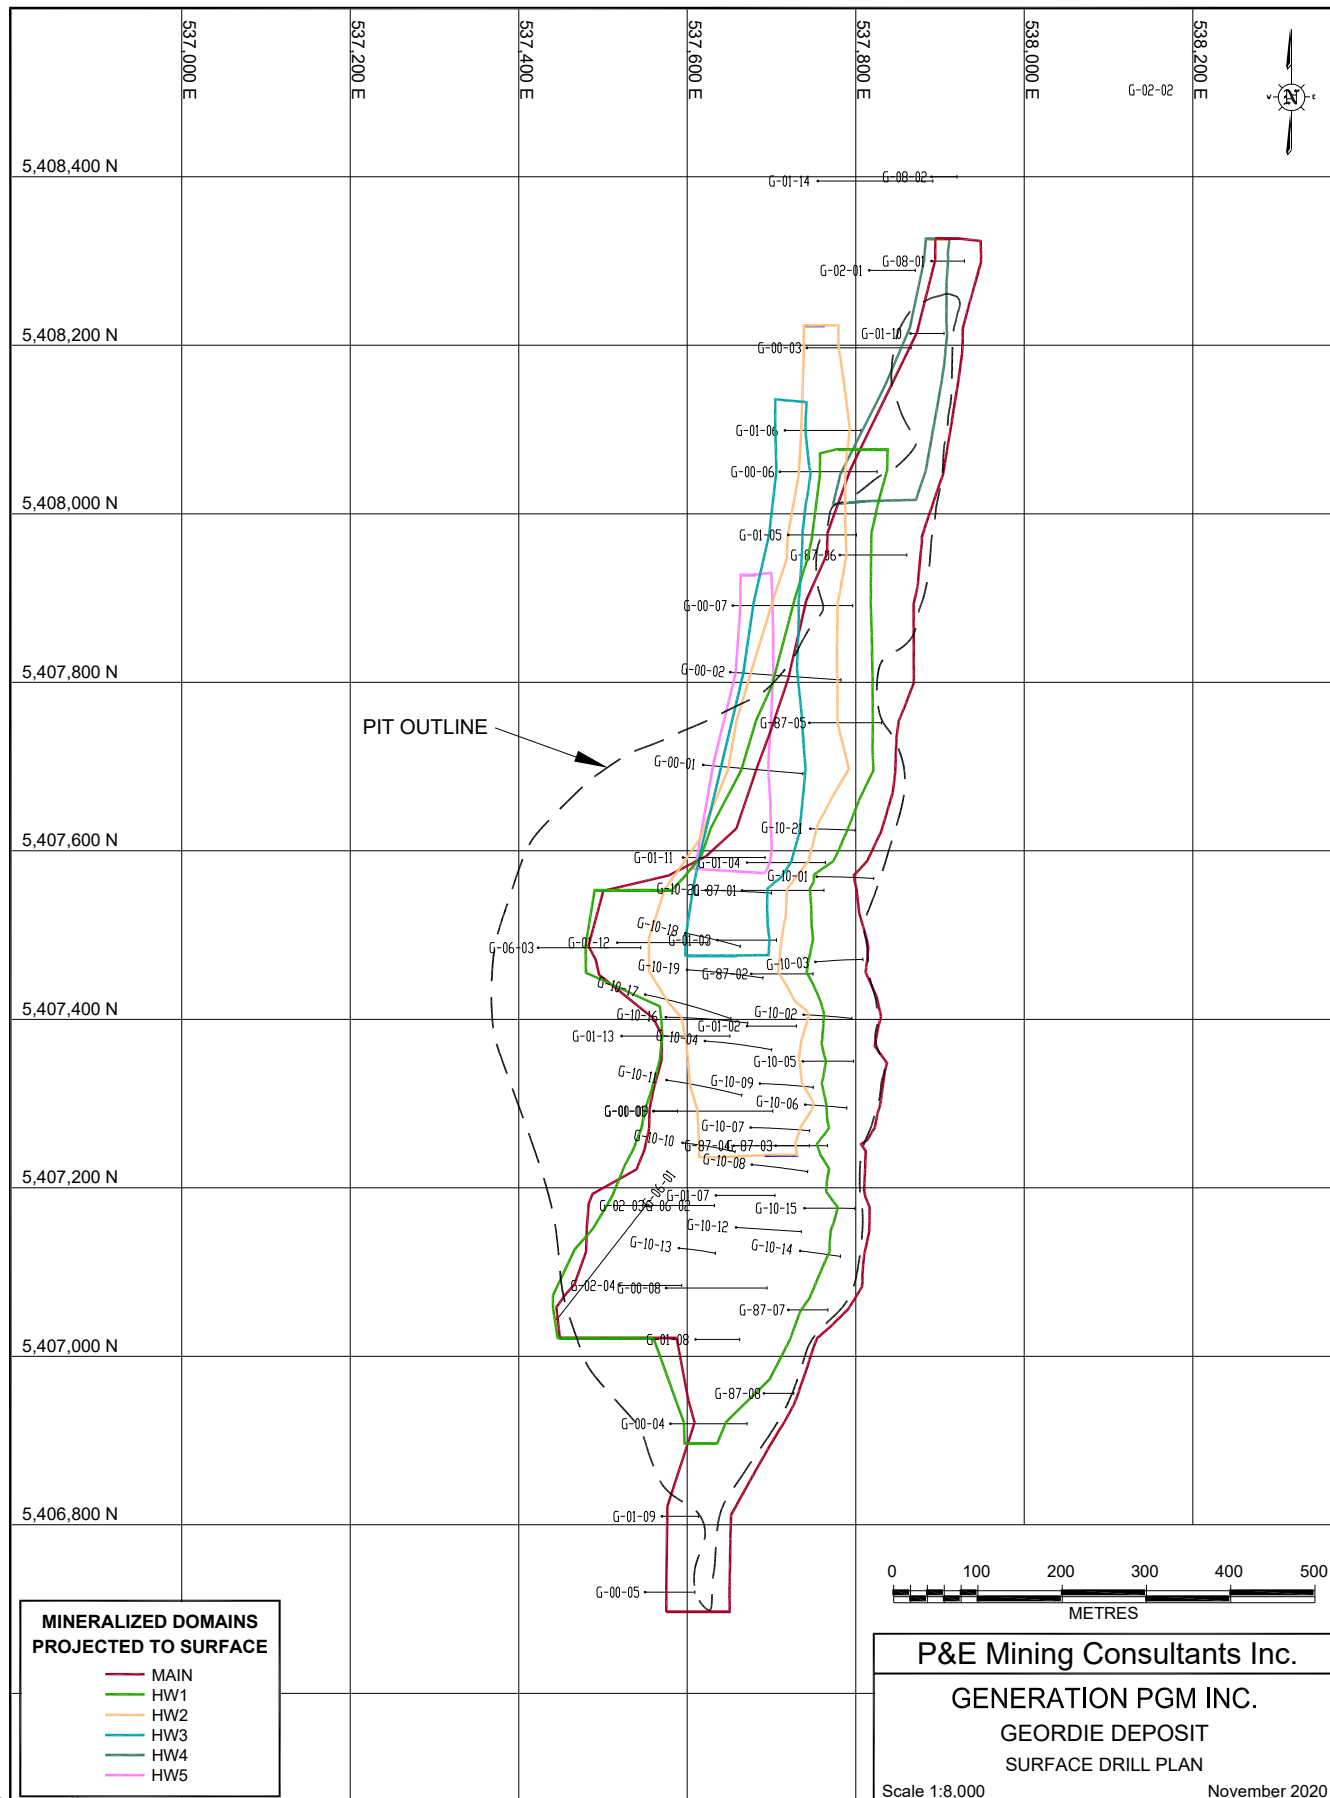 537,000 E
537,200 E
537,400 E
537,600 E
537,800 E
538,000 E
538,200 E
N
W
E
G-02-02
5,408,400 N
G-01-14
G-08-02
G-02-01
G-08-01
5,408,200 N
G-01-10
G-00-03
G-01-06
G-00-06
5,408,000 N
G-01-05
G-87-06
G-00-07
5,407,800 N
G-00-02
G-87-05
PIT OUTLINE
G-00-01
G-10-21
5,407,600 N
G-01-11
G-01-04
G-10-01
G-10-20
G-87-01
G-10-18
G-01-03
G-01-12
G-06-03
G-10-19
G-87-02
G-10-03
G-10-17
5,407,400 N
G-10-16
G-01-02
G-10-02
G-01-13
G-10-04
G-10-05
G-10-11
G-10-09
G-10-06
G-10-07
G-10-10
G-87-04
G-87-03
G-10-08
5,407,200 N
G-06-01
G-01-07
G-02-03
G-06-02
G-10-15
G-10-12
G-10-13
G-10-14
G-02-04
G-00-08
G-87-07
5,407,000 N
G-01-08
G-87-08
G-00-04
5,406,800 N
G-01-09
G-00-05
0 100 200 300 400 500
METRES
MINERALIZED DOMAINS
PROJECTED TO SURFACE
MAIN
HW1
HW2
HW3
HW4
HW5
P&E Mining Consultants Inc.
GENERATION PGM INC.
GEORDIE DEPOSIT
SURFACE DRILL PLAN
Scale 1:8,000
November 2020